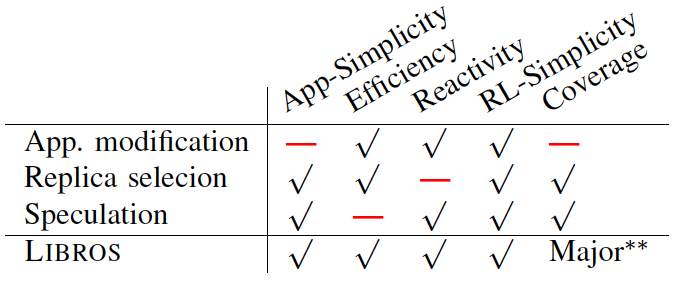 App-Simplicity Efficiency Reactivity RL-Simplicity Coverage
App. modification — √ √ √ —
Replica selecion √ √ — √ √
Speculation √ — √ √ √
LIBROS √ √ √ √ Major**